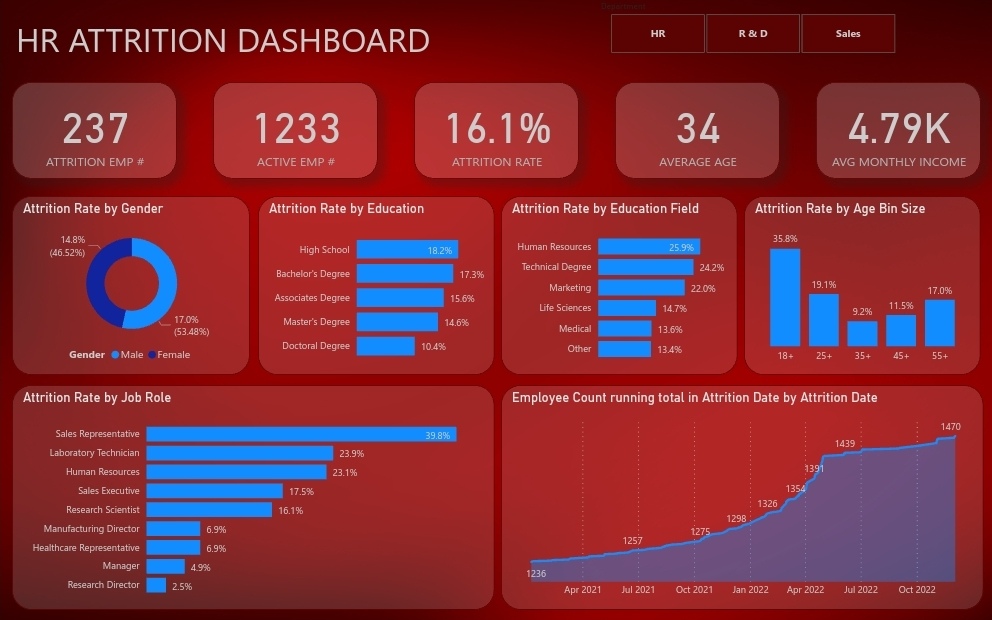 Department
HR ATTRITION DASHBOARD
HR
R & D
Sales
237
ATTRITION EMP #
1233
ACTIVE EMP #
16.1%
ATTRITION RATE
34
AVERAGE AGE
4.79K
AVG MONTHLY INCOME
Attrition Rate by Gender
14.8%
(46.52%)
17.0%
(53.48%)
Gender Male Female
Attrition Rate by Education
High School 18.2%
Bachelor's Degree 17.3%
Associates Degree 15.6%
Master's Degree 14.6%
Doctoral Degree 10.4%
Attrition Rate by Education Field
Human Resources 25.9%
Technical Degree 24.2%
Marketing 22.0%
Life Sciences 14.7%
Medical 13.6%
Other 13.4%
Attrition Rate by Age Bin Size
35.8%
19.1%
9.2%
11.5%
17.0%
18+ 25+ 35+ 45+ 55+
Attrition Rate by Job Role
Sales Representative 39.8%
Laboratory Technician 23.9%
Human Resources 23.1%
Sales Executive 17.5%
Research Scientist 16.1%
Manufacturing Director 6.9%
Healthcare Representative 6.9%
Manager 4.9%
Research Director 2.5%
Employee Count running total in Attrition Date by Attrition Date
1236
1257
1275
1298
1326
1354
1391
1439
1470
Apr 2021 Jul 2021 Oct 2021 Jan 2022 Apr 2022 Jul 2022 Oct 2022